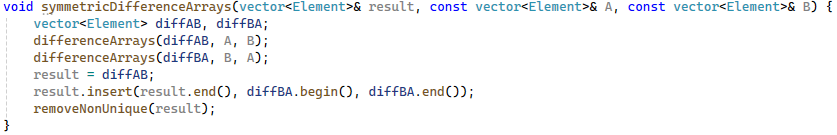 void symmetricDifferenceArrays(vector<Element>& result, const vector<Element>& A, const vector<Element>& B) {
    vector<Element> diffAB, diffBA;
    differenceArrays(diffAB, A, B);
    differenceArrays(diffBA, B, A);
    result = diffAB;
    result.insert(result.end(), diffBA.begin(), diffBA.end());
    removeNonUnique(result);
}